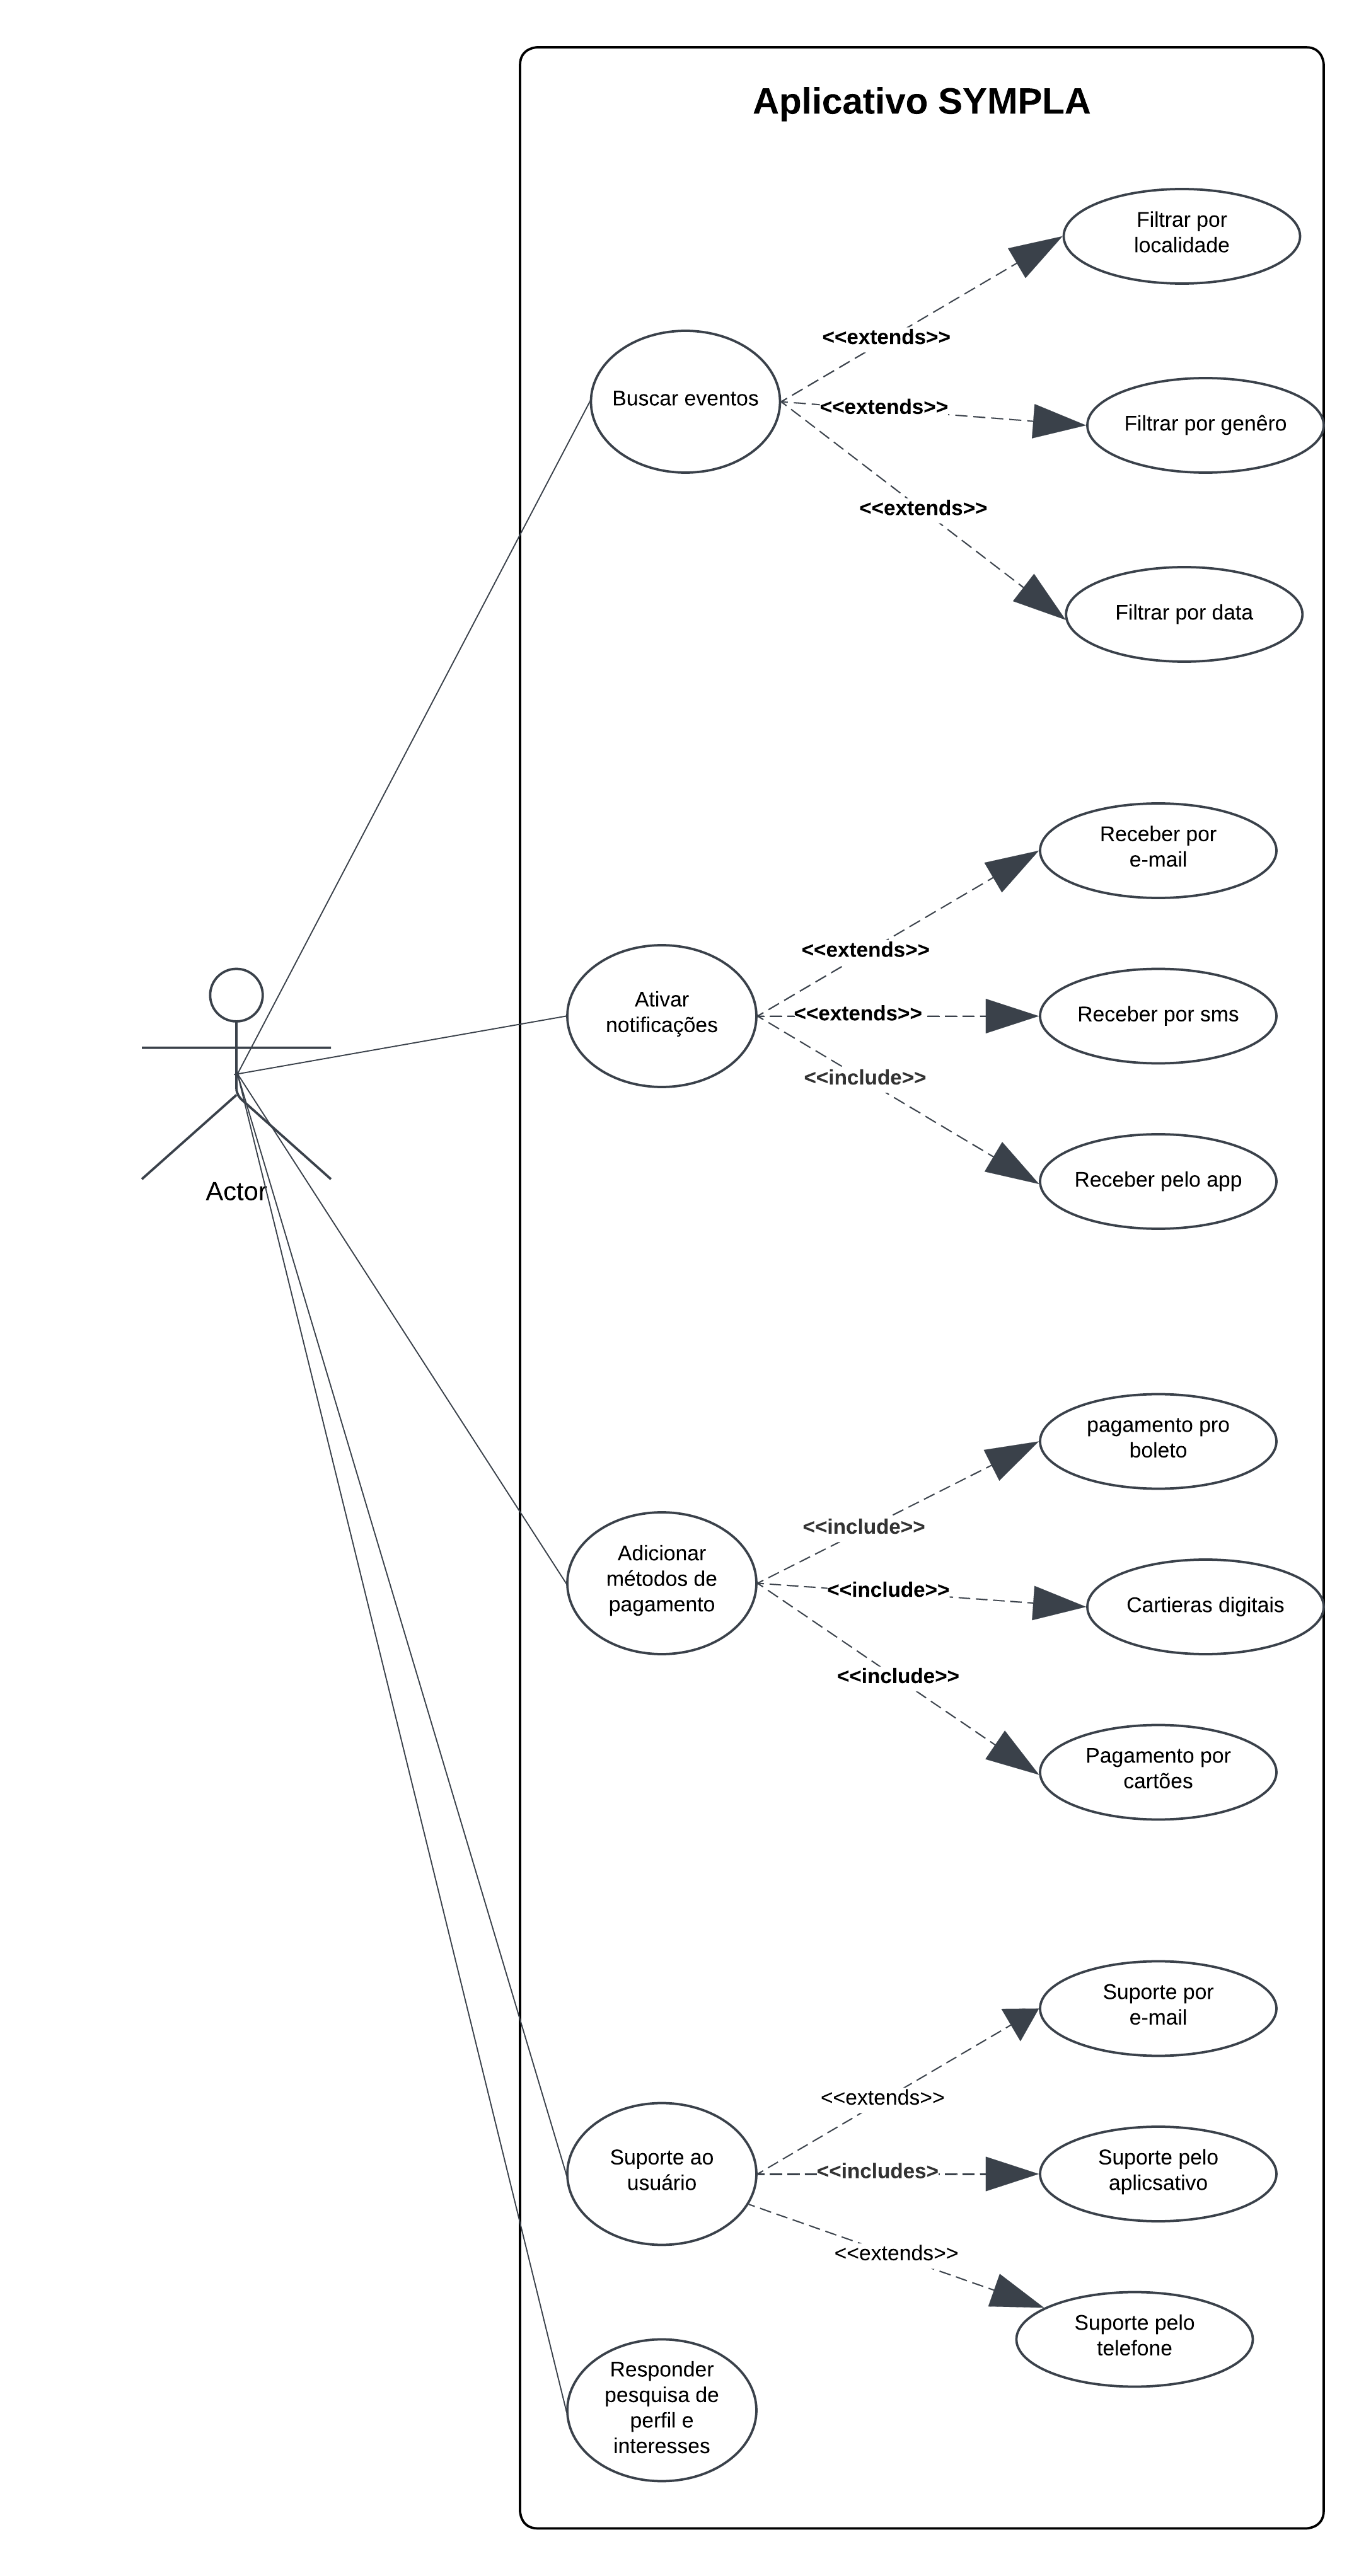 Aplicativo SYMPLA
Filtrar por
localidade
<<extends>>
Buscar eventos
<<extends>>
Filtrar por genêro
<<extends>>
Filtrar por data
Receber por
e-mail
<<extends>>
Ativar
notificações
<<extends>>
Receber por sms
<<include>>
Receber pelo app
Actor
pagamento pro
boleto
<<include>>
Adicionar
métodos de
pagamento
<<include>>
Cartieras digitais
<<include>>
Pagamento por
cartões
Suporte por
e-mail
<<extends>>
Suporte ao
usuário
<<includes>
Suporte pelo
aplicsativo
<<extends>>
Suporte pelo
telefone
Responder
pesquisa de
perfil e
interesses